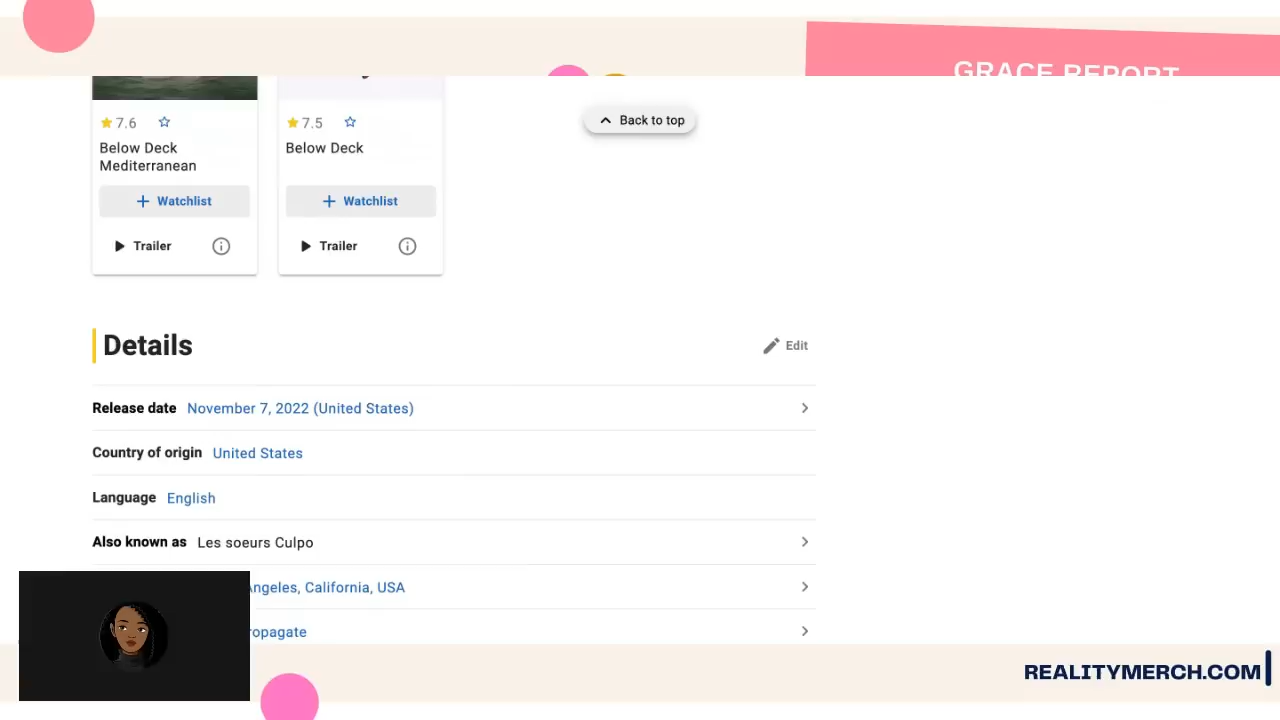 GRACE REPORT
7.6
7.5
Back to top
Below Deck
Mediterranean
Below Deck
Watchlist
Watchlist
Trailer
Trailer
Details
Edit
Release date November 7, 2022 (United States)
Country of origin United States
Language English
Also known as Les soeurs Culpo
Angeles, California, USA
ropagate
REALITYMERCH.COM